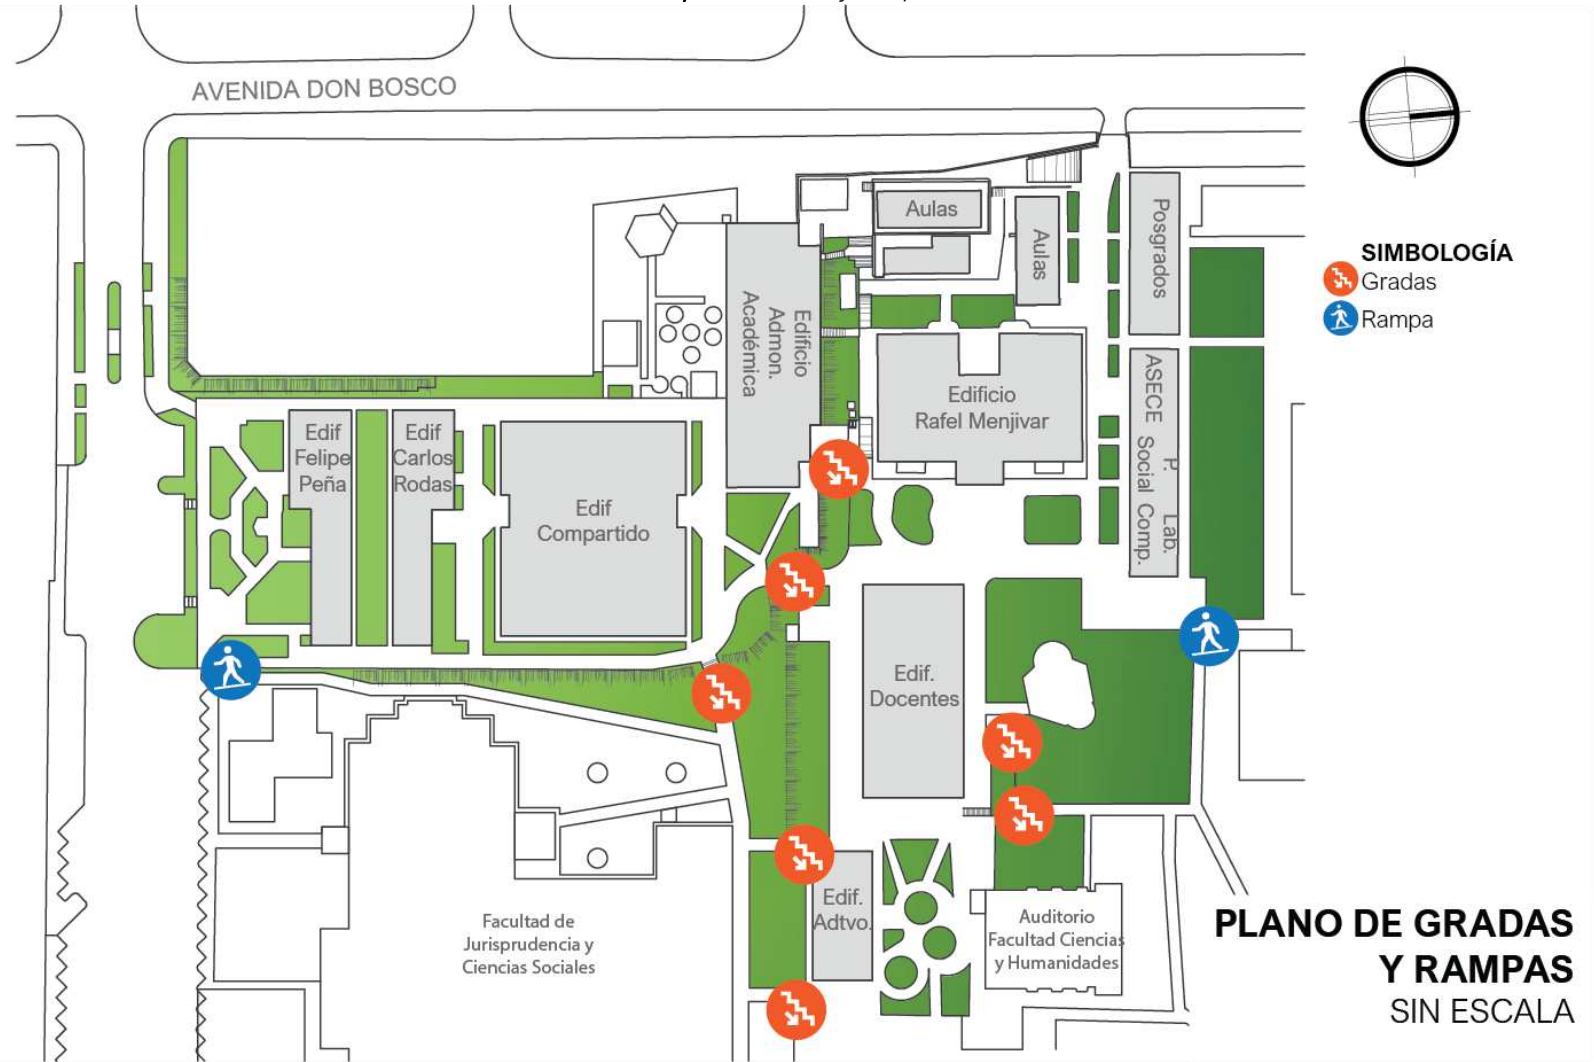 AVENIDA DON BOSCO
SIMBOLOGÍA
Gradas
Rampa
Aulas
Aulas
Posgrados
Edificio
Admon.
Académica
Edificio
Rafel Menjivar
ASECE
P. Lab.
Social Comp.
Edif
Felipe
Peña
Edif
Carlos
Rodas
Edif
Compartido
Edif.
Docentes
Edif.
Adtvo.
Facultad de
Jurisprudencia y
Ciencias Sociales
Auditorio
Facultad Ciencias
y Humanidades
PLANO DE GRADAS
Y RAMPAS
SIN ESCALA